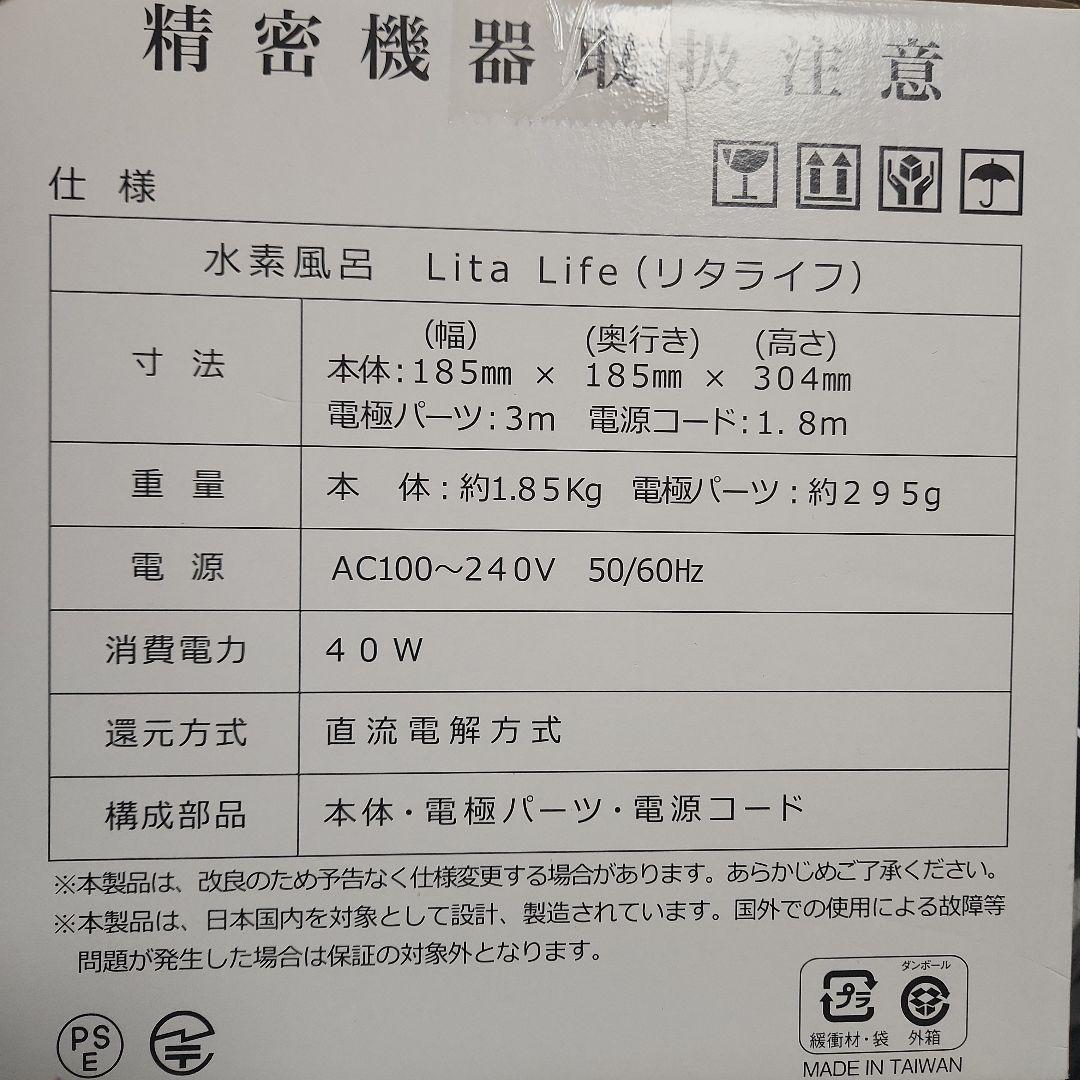 精密機器取扱注意
仕様
水素風呂 Lita Life (リタライフ)
寸法
(幅) (奥行き) (高さ)
本体:185㎜ × 185㎜ × 304㎜
電極パーツ:3m 電源コード:1.8m
重量
本 体:約1.85Kg 電極パーツ:約295g
電源
AC100～240V 50/60Hz
消費電力
40W
還元方式
直流電解方式
構成部品
本体・電極パーツ・電源コード
※本製品は、改良のため予告なく仕様変更する場合があります。あらかじめご了承ください。
※本製品は、日本国内を対象として設計、製造されています。国外での使用による故障等
問題が発生した場合は保証の対象外となります。
PS
E
ダンボール
プラ
緩衝材・袋 外箱
MADE IN TAIWAN